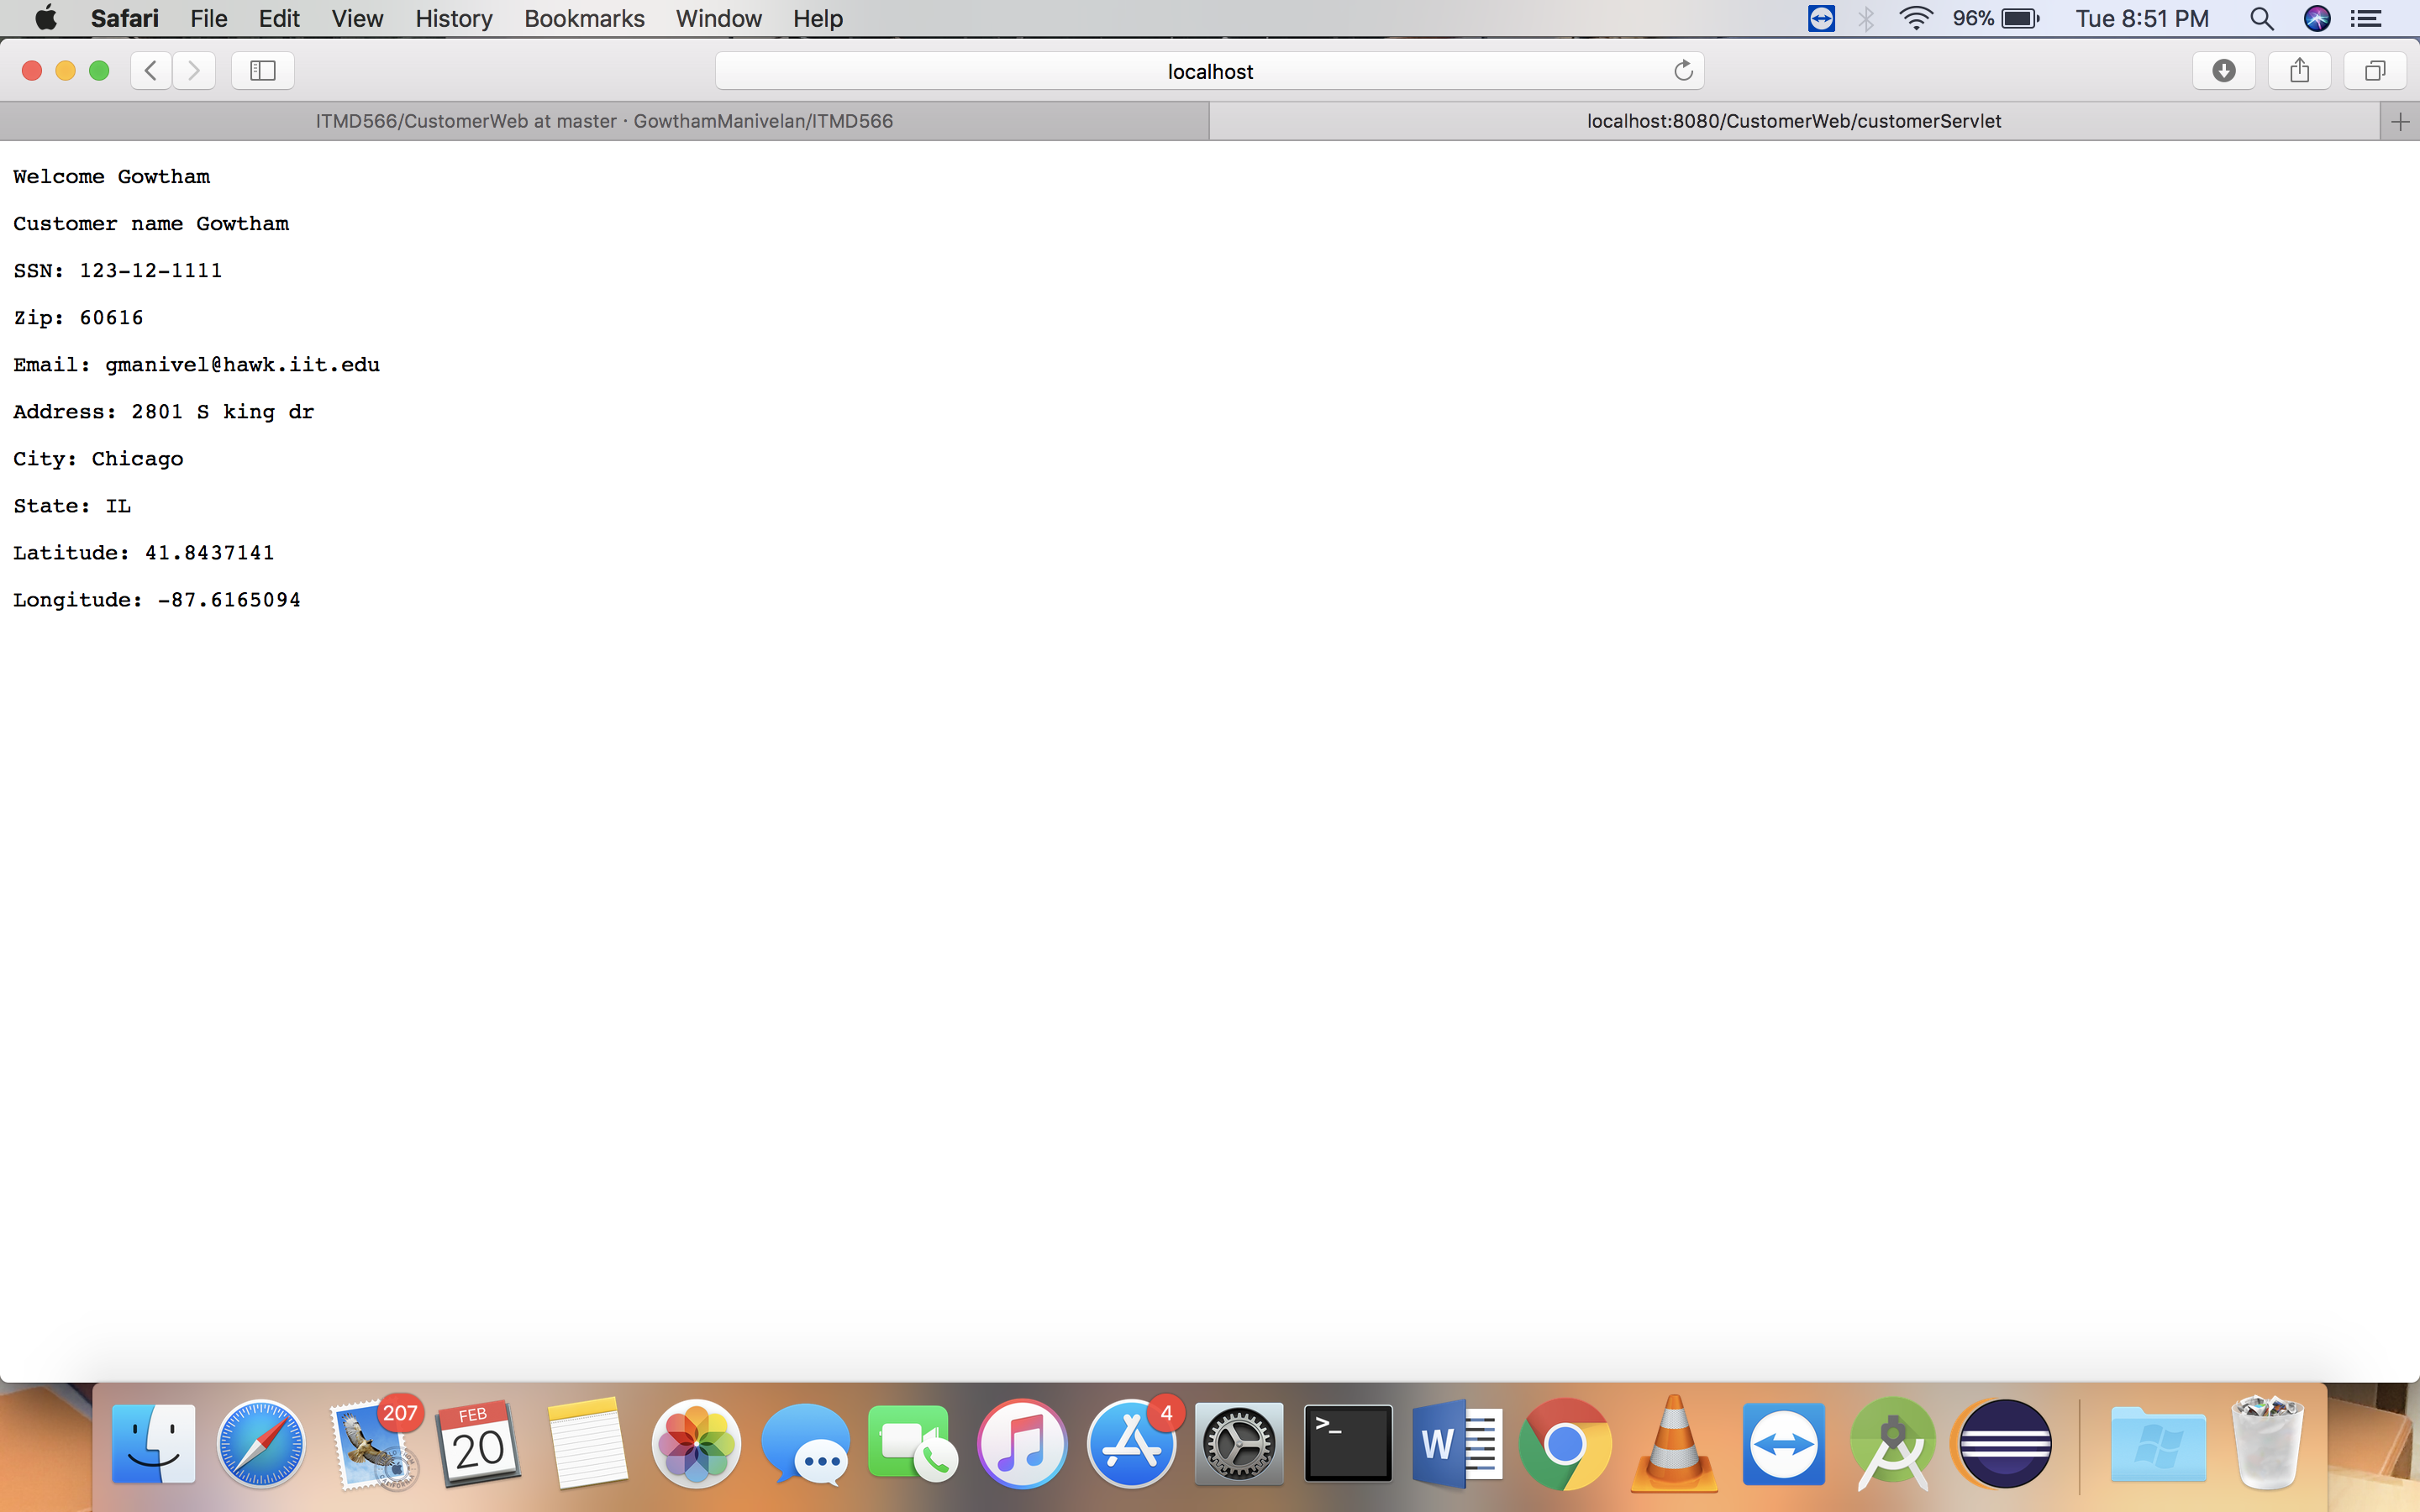 Safari File Edit View History Bookmarks Window Help 96% Tue 8:51 PM
localhost
ITMD566/CustomerWeb at master · GowthamManivelan/ITMD566 localhost:8080/CustomerWeb/customerServlet
Welcome Gowtham
Customer name Gowtham
SSN: 123-12-1111
Zip: 60616
Email: gmanivel@hawk.iit.edu
Address: 2801 S king dr
City: Chicago
State: IL
Latitude: 41.8437141
Longitude: -87.6165094
207 FEB 4
20 >_ W